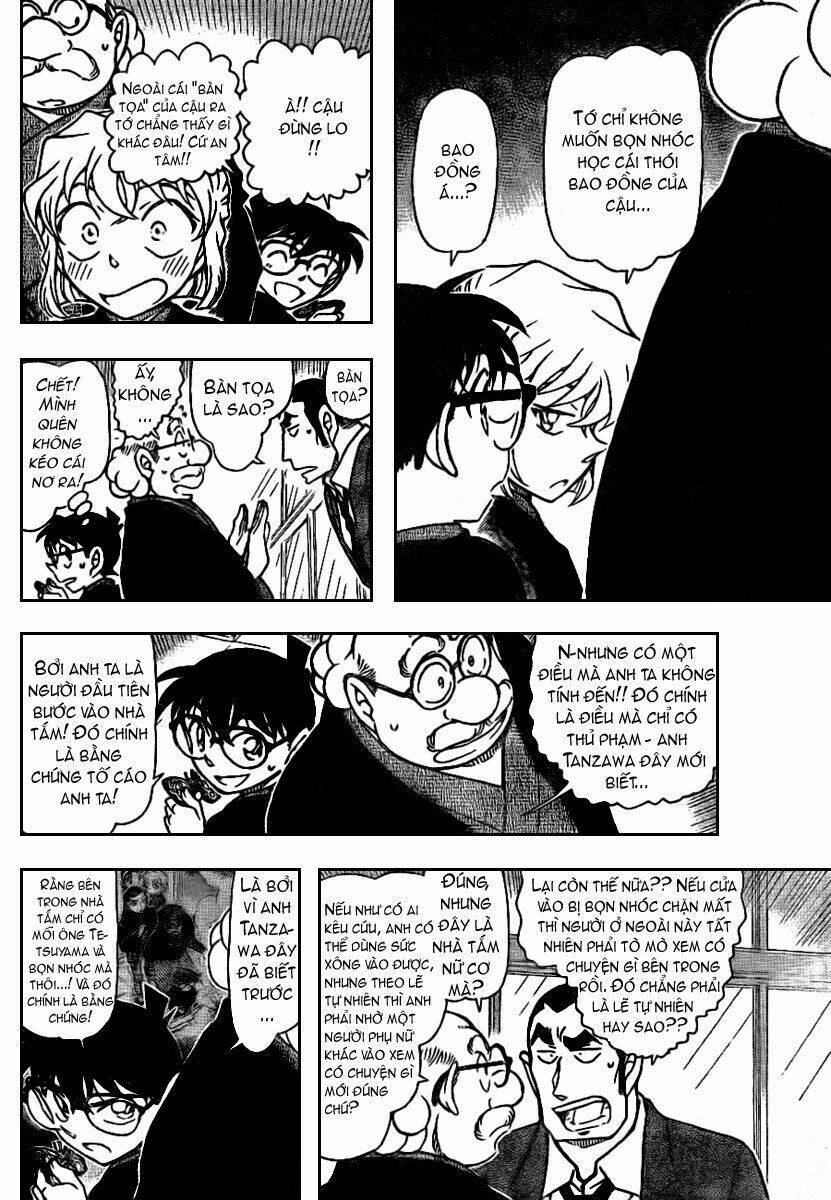 TỚ CHỈ KHÔNG
MUỐN BỌN NHÓC
HỌC CÁI THÓI
BAO ĐỒNG CỦA
CẬU...
BAO
ĐỒNG
Á...?
À!! CẬU
ĐỪNG LO
!!
NGOÀI CÁI "BÀN
TỌA" CỦA CẬU RA
TỚ CHẲNG THẤY GÌ
KHÁC ĐÂU! CỨ AN
TÂM!!
BÀN
TỌA?
BÀN TỌA
LÀ SAO?
ẤY,
KHÔNG
...
CHẾT!
MÌNH
QUÊN
KHÔNG
KÉO CÁI
NƠ RA!
N-NHƯNG CÓ MỘT
ĐIỀU MÀ ANH TA KHÔNG
TÍNH ĐẾN!! ĐÓ CHÍNH
LÀ ĐIỀU MÀ CHỈ CÓ
THỦ PHẠM - ANH
TANZAWA ĐÂY MỚI
BIẾT...
BỞI ANH TA LÀ
NGƯỜI ĐẦU TIÊN
BƯỚC VÀO NHÀ
TẮM! ĐÓ CHÍNH
LÀ BẰNG
CHỨNG TỐ CÁO
ANH TA!
LẠI CÒN THẾ NỮA?? NẾU CỬA
VÀO BỊ BỌN NHÓC CHẶN MẤT
THÌ NGƯỜI Ở NGOÀI NÀY TẤT
NHIÊN PHẢI TÒ MÒ XEM CÓ
CHUYỆN GÌ BÊN TRONG
RỒI. ĐÓ CHẲNG PHẢI
LÀ LẼ TỰ NHIÊN
HAY SAO??
ĐÚNG,
NHƯNG
ĐÂY LÀ
NHÀ TẮM
NỮ CƠ
MÀ?
NẾU NHƯ CÓ AI
KÊU CỨU, ANH CÓ
THỂ DÙNG SỨC
XÔNG VÀO ĐƯỢC,
NHƯNG THEO LẼ
TỰ NHIÊN THÌ ANH
PHẢI NHỜ MỘT
NGƯỜI PHỤ NỮ
KHÁC VÀO XEM
CÓ CHUYỆN GÌ
MỚI ĐÚNG
CHỨ?
LÀ BỞI
VÌ ANH
TANZA-
WA ĐÂY
ĐÃ BIẾT
TRƯỚC
...
RẰNG BÊN
TRONG NHÀ
TẮM CHỈ CÓ
MỖI ÔNG TE-
TSUYAMA VÀ
BỌN NHÓC MÀ
THÔI...! VÀ ĐÓ
CHÍNH LÀ BẰNG
CHỨNG!